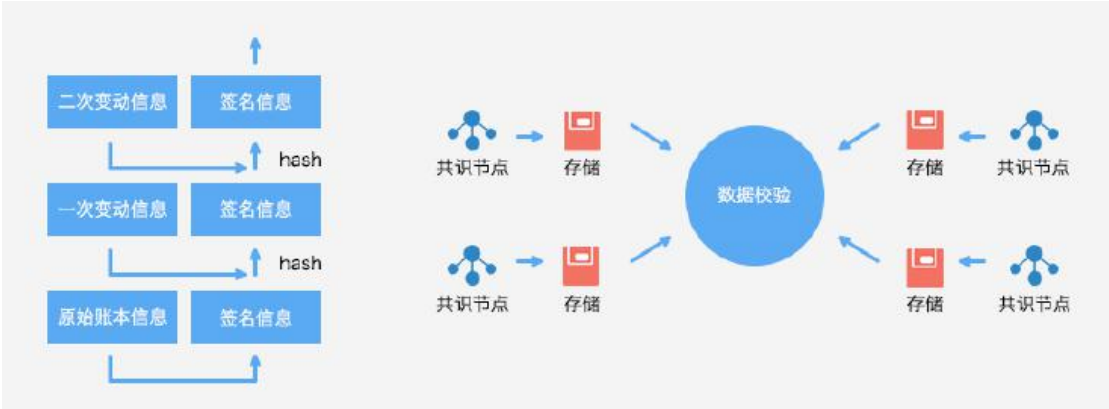 二次变动信息
签名信息
hash
一次变动信息
签名信息
hash
原始账本信息
签名信息
共识节点
存储
共识节点
存储
数据校验
存储
共识节点
存储
共识节点